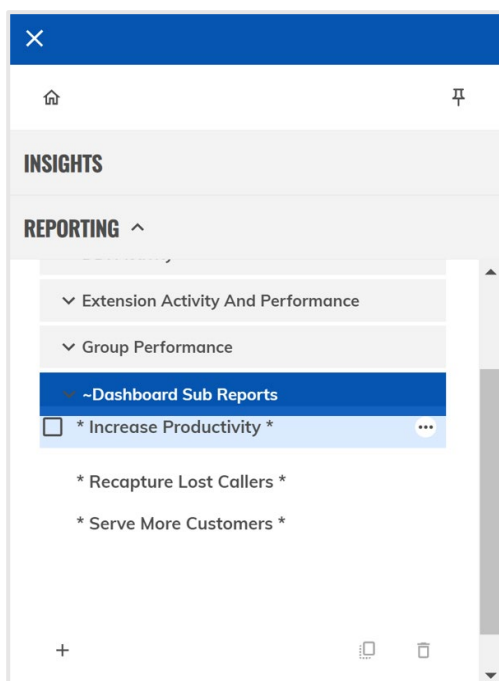 INSIGHTS
REPORTING
Extension Activity And Performance
Group Performance
~Dashboard Sub Reports
* Increase Productivity *
* Recapture Lost Callers *
* Serve More Customers *